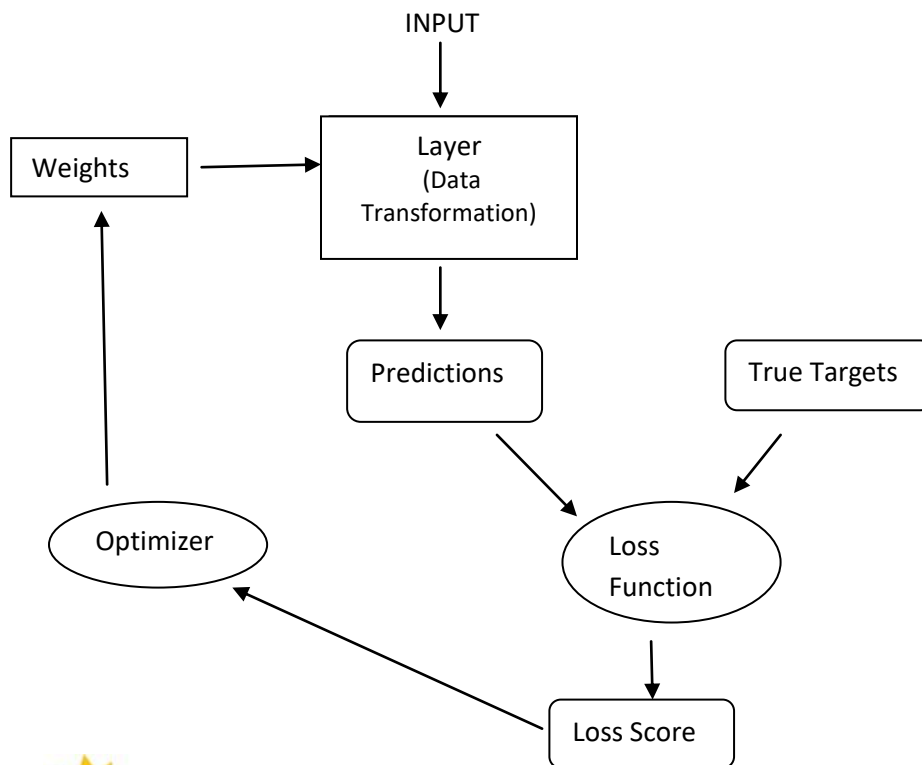 INPUT
Weights
Layer
(Data
Transformation)
Predictions
True Targets
Optimizer
Loss
Function
Loss Score